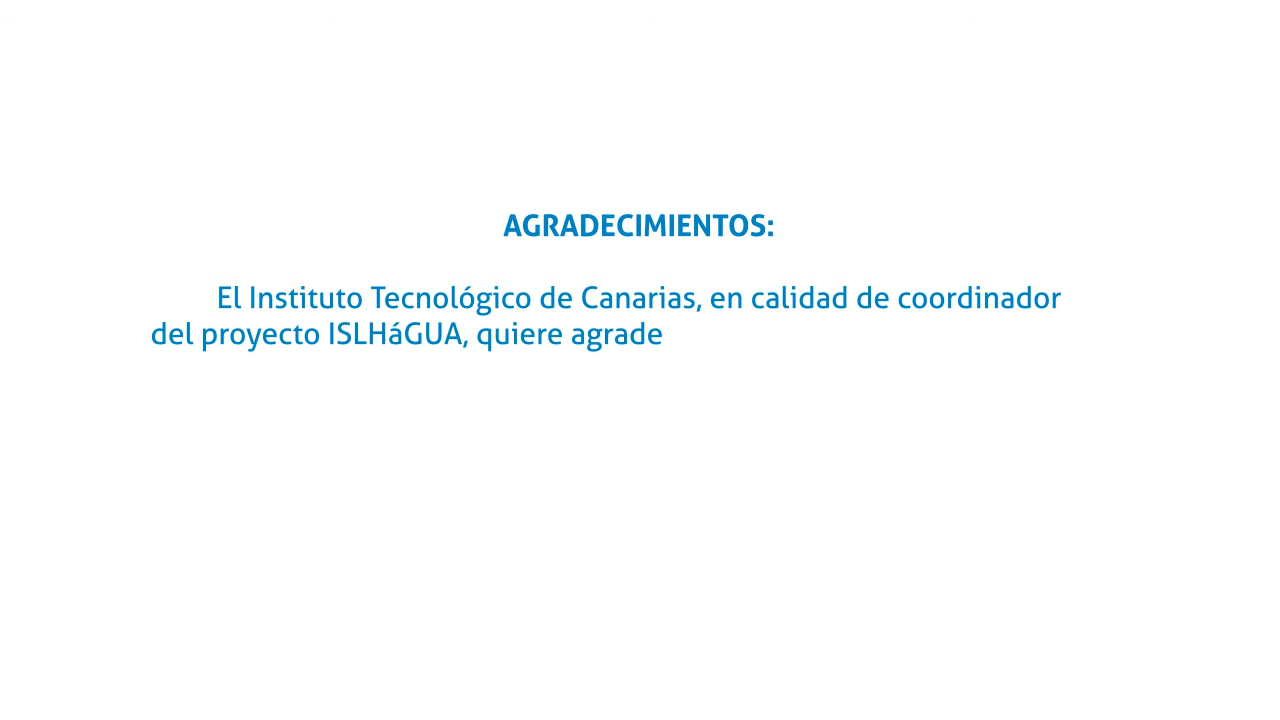 AGRADECIMIENTOS:
El Instituto Tecnológico de Canarias, en calidad de coordinador
del proyecto ISLHáGUA, quiere agrade